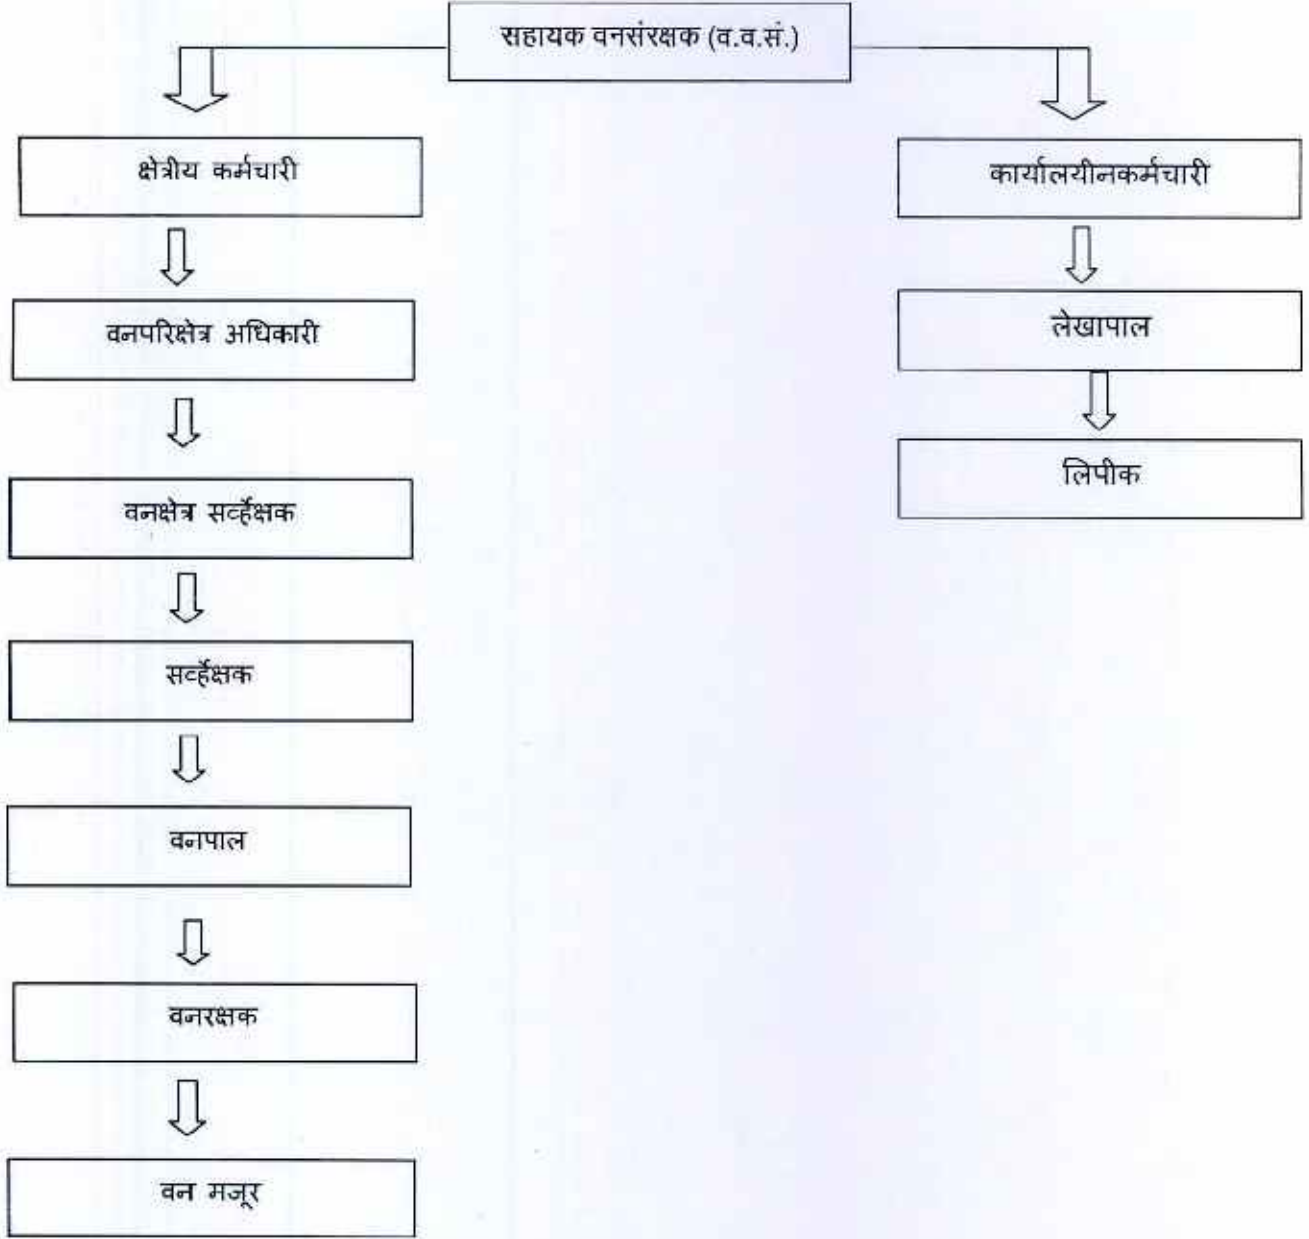 सहायक वनसंरक्षक (व.व.सं.)
क्षेत्रीय कर्मचारी
वनपरिक्षेत्र अधिकारी
वनक्षेत्र सर्व्हेक्षक
सर्व्हेक्षक
वनपाल
वनरक्षक
वन मजूर
कार्यालयीनकर्मचारी
लेखापाल
लिपीक